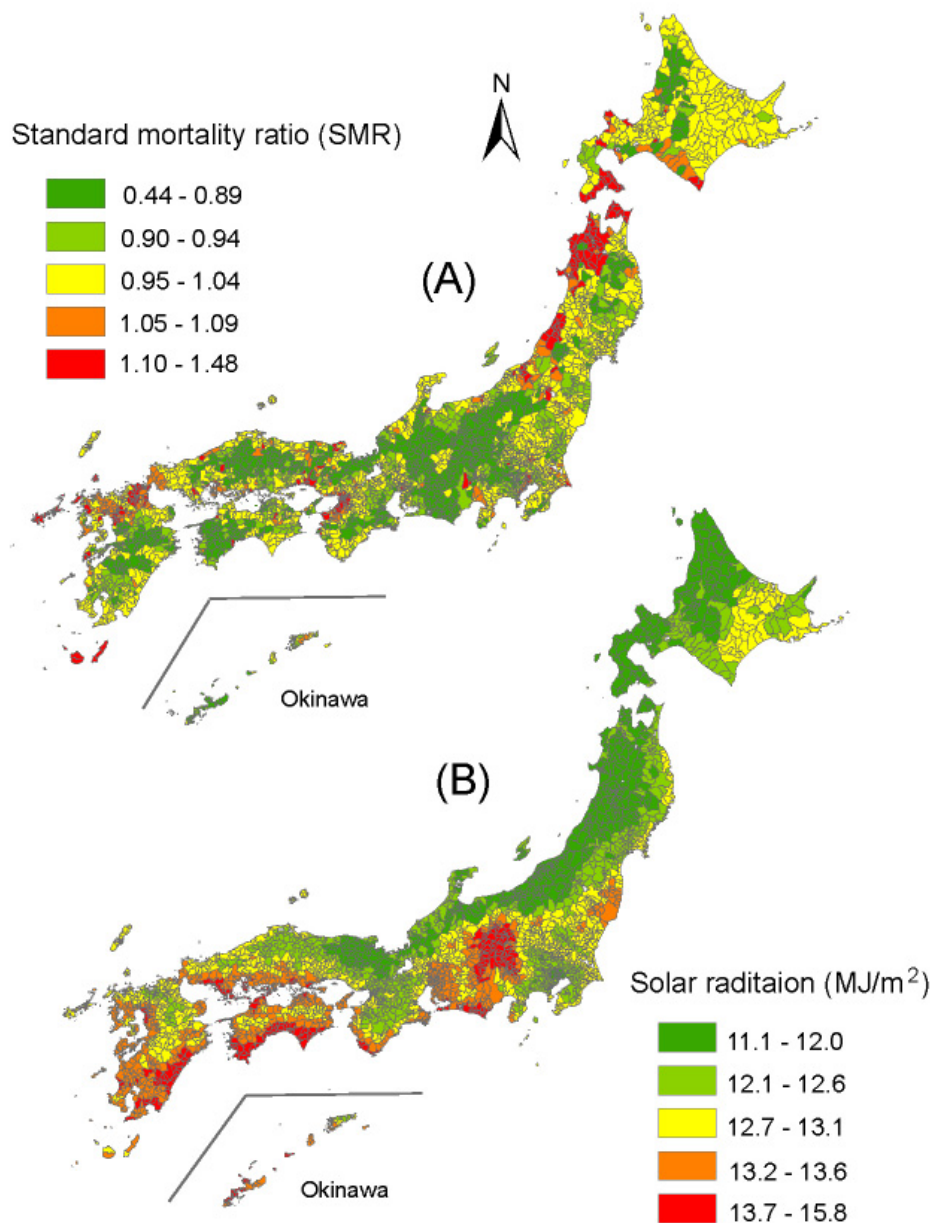 N
Standard mortality ratio (SMR)
0.44 - 0.89
0.90 - 0.94
0.95 - 1.04
1.05 - 1.09
1.10 - 1.48
(A)
Okinawa
(B)
Solar raditaion (MJ/m²)
11.1 - 12.0
12.1 - 12.6
12.7 - 13.1
13.2 - 13.6
13.7 - 15.8
Okinawa